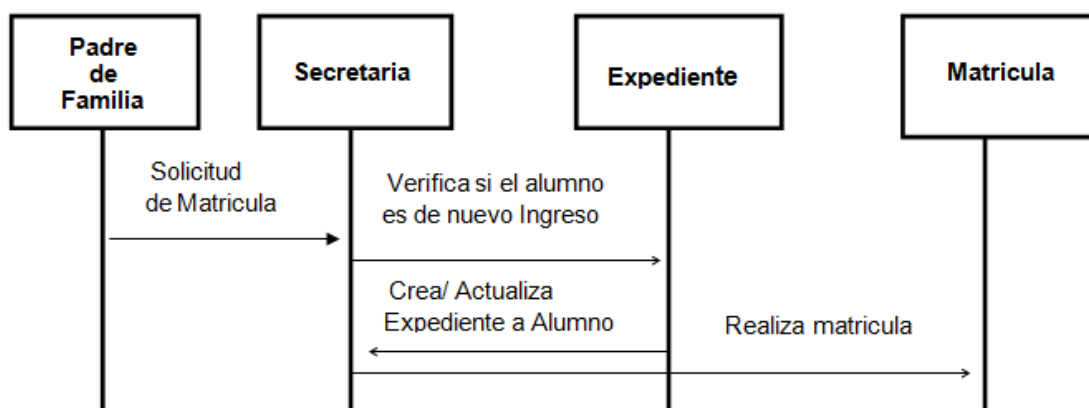 Padre
de
Familia
Secretaria
Expediente
Matricula
Solicitud
de Matricula
Verifica si el alumno
es de nuevo Ingreso
Crea/ Actualiza
Expediente a Alumno
Realiza matricula